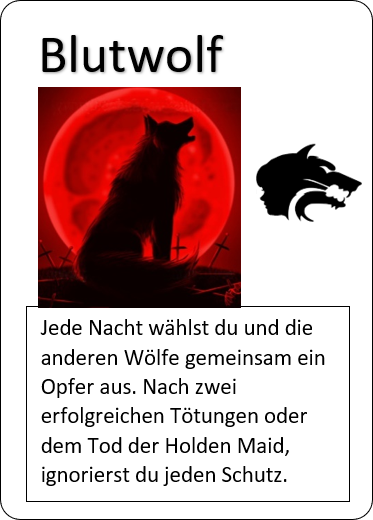 Blutwolf
Jede Nacht wählst du und die
anderen Wölfe gemeinsam ein
Opfer aus. Nach zwei
erfolgreichen Tötungen oder
dem Tod der Holden Maid,
ignorierst du jeden Schutz.